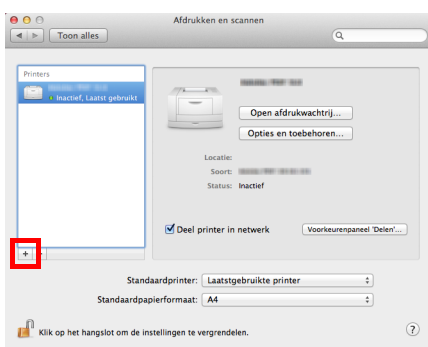 Afdrukken en scannen
Toon alles
Printers
Inactief, Laatst gebruikt
Open afdrukwachtrij...
Opties en toebehoren...
Locatie:
Soort:
Status: Inactief
Deel printer in netwerk
Voorkeurenpaneel 'Delen'...
+
Standaardprinter: Laatstgebruikte printer
Standaardpapierformaat: A4
Klik op het hangslot om de instellingen te vergrendelen.
?